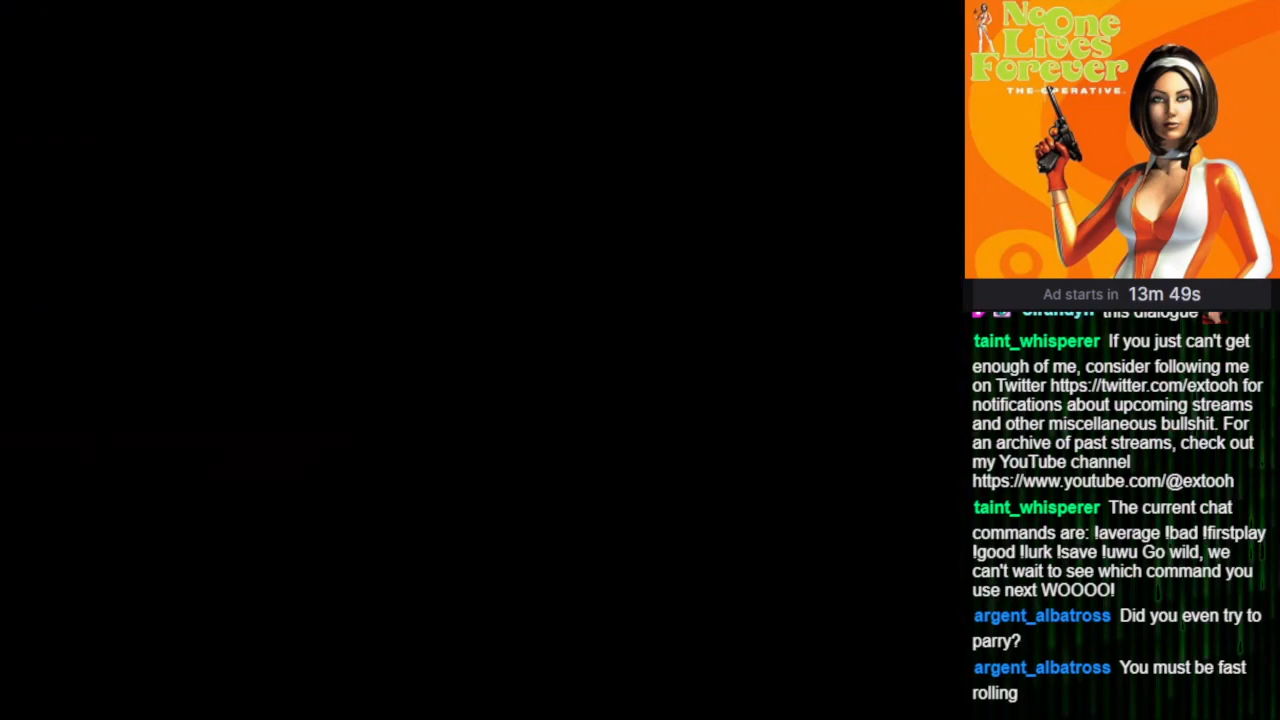 No One
Lives
Forever
THE OPERATIVE.
Ad starts in 13m 49s
this dialogue
taint_whisperer If you just can't get
enough of me, consider following me
on Twitter https://twitter.com/extooh for
notifications about upcoming streams
and other miscellaneous bullshit. For
an archive of past streams, check out
my YouTube channel
https://www.youtube.com/@extooh
taint_whisperer The current chat
commands are: !average !bad !firstplay
!good !lurk !save !uwu Go wild, we
can't wait to see which command you
use next WOOOO!
argent_albatross Did you even try to
parry?
argent_albatross You must be fast
rolling